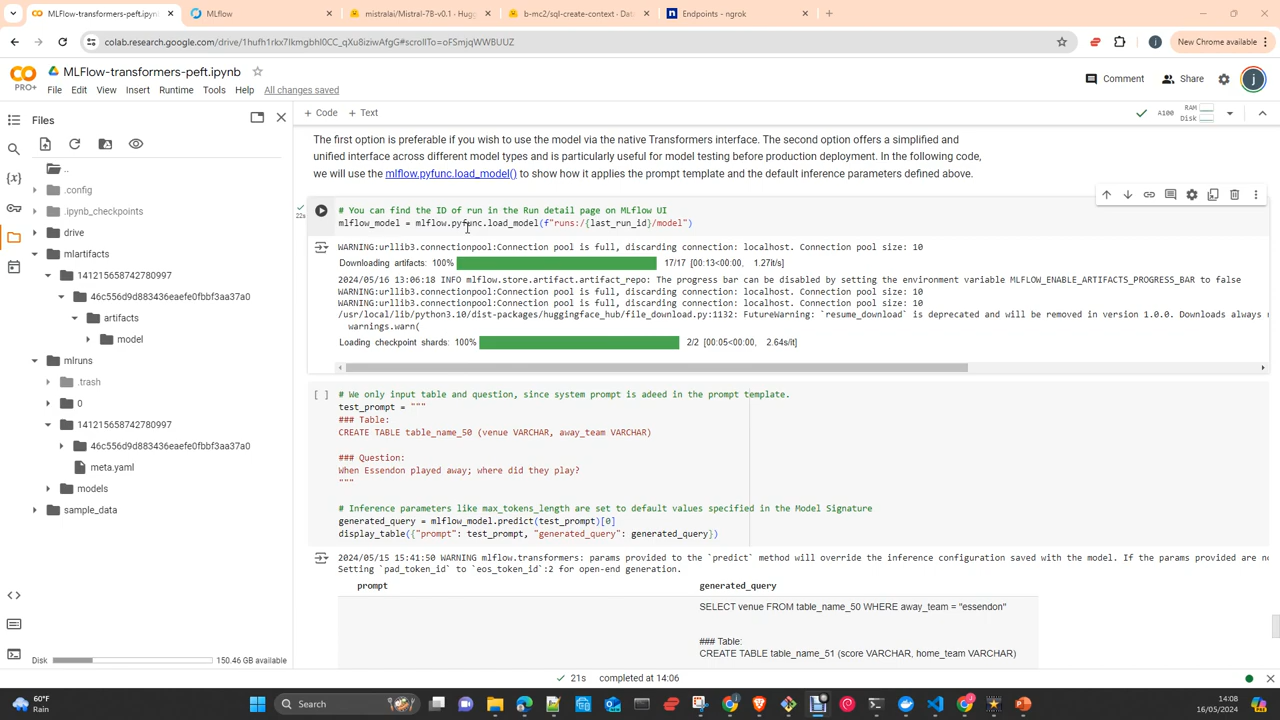 MLFlow-transformers-peft.ipynb
MLflow
mistralai/Mistral-7B-v0.1 - Hugg
b-mc2/sql-create-context - Dat
Endpoints - ngrok
colab.research.google.com/drive/1hufh1rkx7lkmgbhl0CC_qXu8iziwAfgG#scrollTo=oFSmjqWWBUUZ
New Chrome available
PRO+
MLFlow-transformers-peft.ipynb
File Edit View Insert Runtime Tools Help All changes saved
Comment Share
Files
+ Code + Text
A100 RAM Disk
..
.config
.ipynb_checkpoints
drive
mlartifacts
141215658742780997
46c556d9d883436eaefe0fbbf3aa37a0
artifacts
model
mlruns
.trash
0
141215658742780997
46c556d9d883436eaefe0fbbf3aa37a0
meta.yaml
models
sample_data
Disk 150.46 GB available
The first option is preferable if you wish to use the model via the native Transformers interface. The second option offers a simplified and
unified interface across different model types and is particularly useful for model testing before production deployment. In the following code,
we will use the mlflow.pyfunc.load_model() to show how it applies the prompt template and the default inference parameters defined above.
22s
# You can find the ID of run in the Run detail page on MLflow UI
mlflow_model = mlflow.pyfunc.load_model(f"runs:/{last_run_id}/model")
WARNING:urllib3.connectionpool:Connection pool is full, discarding connection: localhost. Connection pool size: 10
Downloading artifacts: 100% 17/17 [00:13<00:00, 1.27it/s]
2024/05/16 13:06:18 INFO mlflow.store.artifact.artifact_repo: The progress bar can be disabled by setting the environment variable MLFLOW_ENABLE_ARTIFACTS_PROGRESS_BAR to false
WARNING:urllib3.connectionpool:Connection pool is full, discarding connection: localhost. Connection pool size: 10
WARNING:urllib3.connectionpool:Connection pool is full, discarding connection: localhost. Connection pool size: 10
/usr/local/lib/python3.10/dist-packages/huggingface_hub/file_download.py:1132: FutureWarning: `resume_download` is deprecated and will be removed in version 1.0.0. Downloads always r
warnings.warn(
Loading checkpoint shards: 100% 2/2 [00:05<00:00, 2.64s/it]
[ ]
# We only input table and question, since system prompt is adeed in the prompt template.
test_prompt = """
### Table:
CREATE TABLE table_name_50 (venue VARCHAR, away_team VARCHAR)
### Question:
When Essendon played away; where did they play?
"""
# Inference parameters like max_tokens_length are set to default values specified in the Model Signature
generated_query = mlflow_model.predict(test_prompt)[0]
display_table({"prompt": test_prompt, "generated_query": generated_query})
2024/05/15 15:41:50 WARNING mlflow.transformers: params provided to the `predict` method will override the inference configuration saved with the model. If the params provided are no
Setting `pad_token_id` to `eos_token_id`:2 for open-end generation.
prompt generated_query
SELECT venue FROM table_name_50 WHERE away_team = "essendon"
### Table:
CREATE TABLE table_name_51 (score VARCHAR, home_team VARCHAR)
21s completed at 14:06
60°F
Rain
Search
14:08
16/05/2024